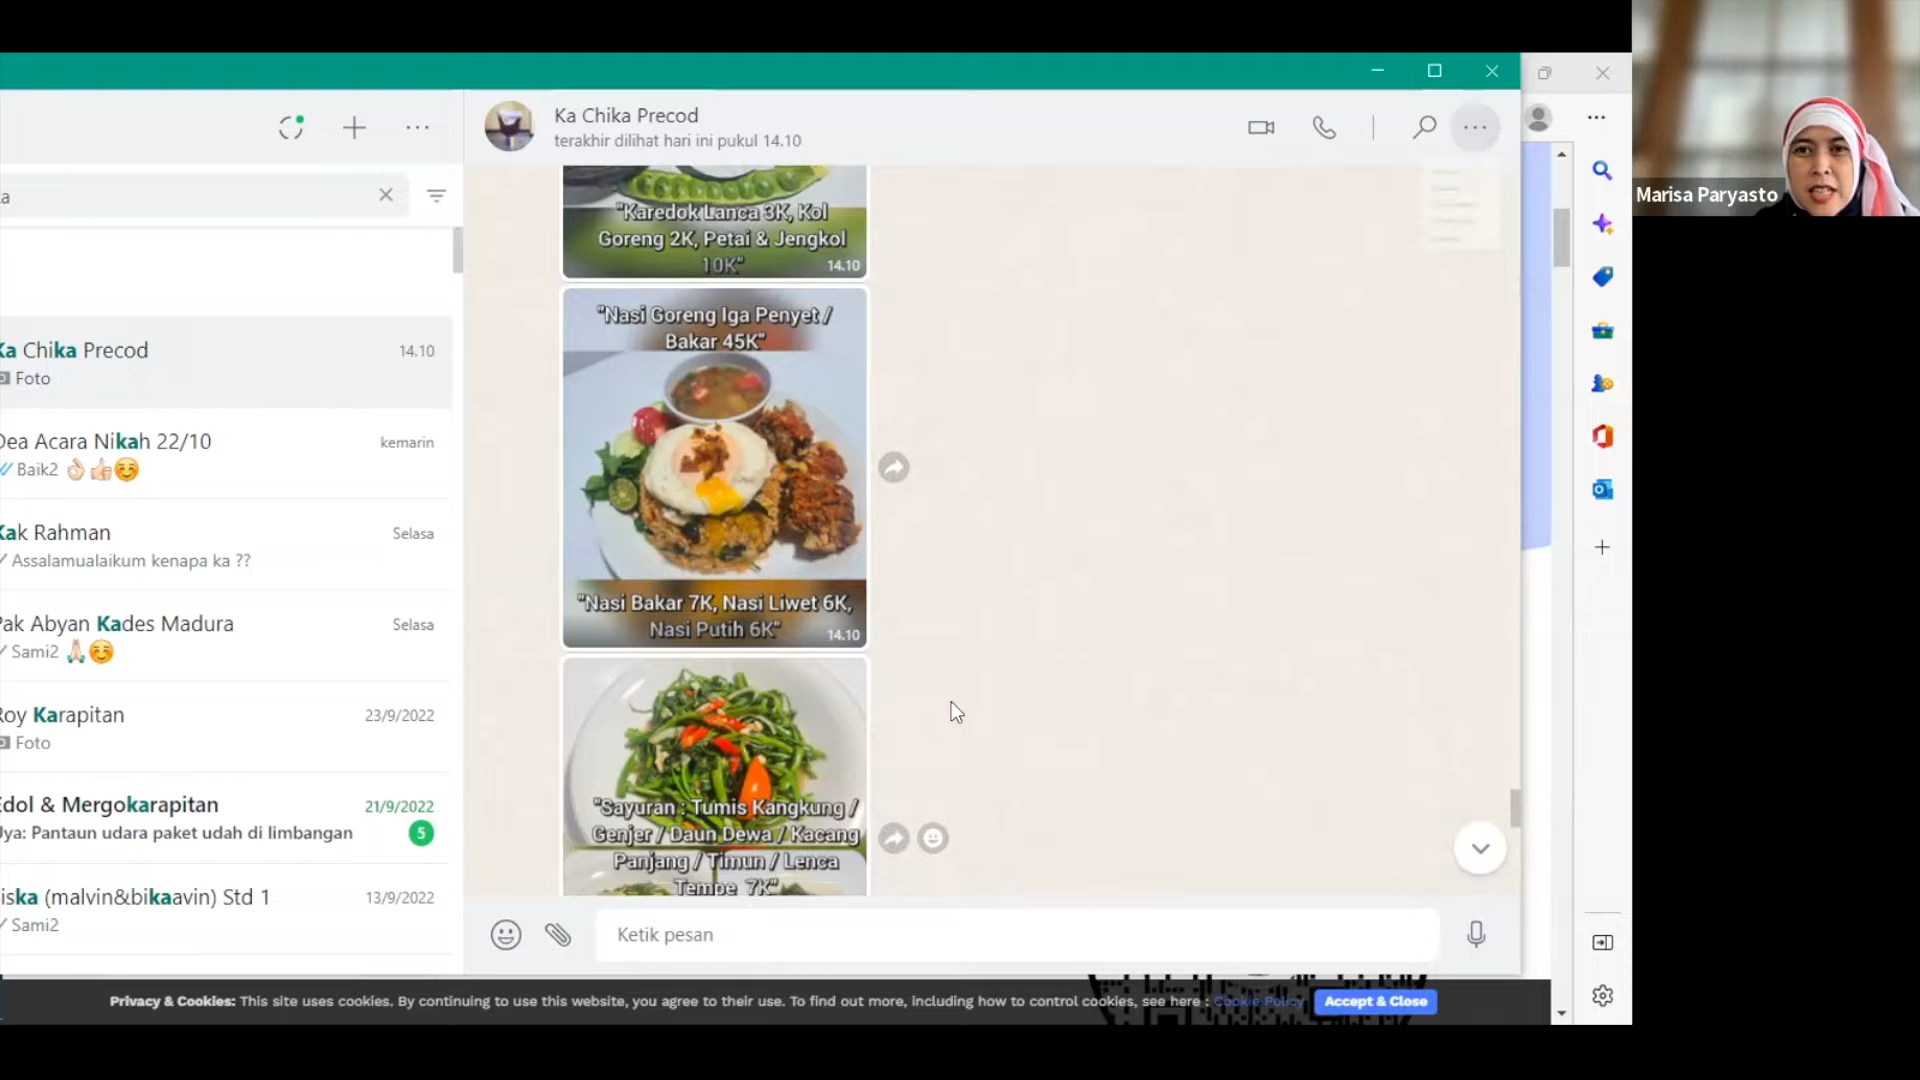 a
Ka Chika Precod
14.10
Foto
Dea Acara Nikah 22/10
kemarin
Baik2 👌🏻👍🏻☺️
Kak Rahman
Selasa
Assalamualaikum kenapa ka ??
Pak Abyan Kades Madura
Selasa
Sami2 🙏🏻☺️
Roy Karapitan
23/9/2022
Foto
Edol & Mergokarapitan
21/9/2022
Uya: Pantaun udara paket udah di limbangan
5
iska (malvin&bikaavin) Std 1
13/9/2022
Sami2
Ka Chika Precod
terakhir dilihat hari ini pukul 14.10
"Karedok Lanca 3K, Kol
Goreng 2K, Petai & Jengkol
10K"
14.10
"Nasi Goreng Iga Penyet /
Bakar 45K"
"Nasi Bakar 7K, Nasi Liwet 6K,
Nasi Putih 6K"
14.10
"Sayuran : Tumis Kangkung /
Genjer / Daun Dewa / Kacang
Panjang / Timun / Lenca
Tempe 7K"
Ketik pesan
Privacy & Cookies: This site uses cookies. By continuing to use this website, you agree to their use. To find out more, including how to control cookies, see here : Cookie Policy
Accept & Close
Marisa Paryasto